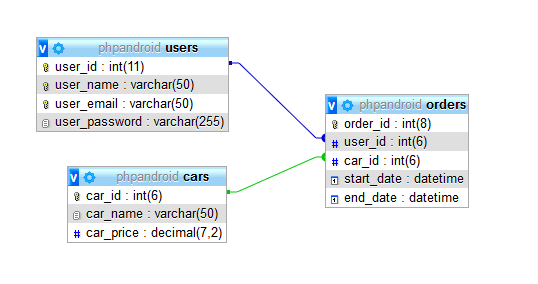 phpandroid users
user_id : int(11)
user_name : varchar(50)
user_email : varchar(50)
user_password : varchar(255)
phpandroid cars
car_id : int(6)
car_name : varchar(50)
car_price : decimal(7,2)
phpandroid orders
order_id : int(8)
user_id : int(6)
car_id : int(6)
start_date : datetime
end_date : datetime